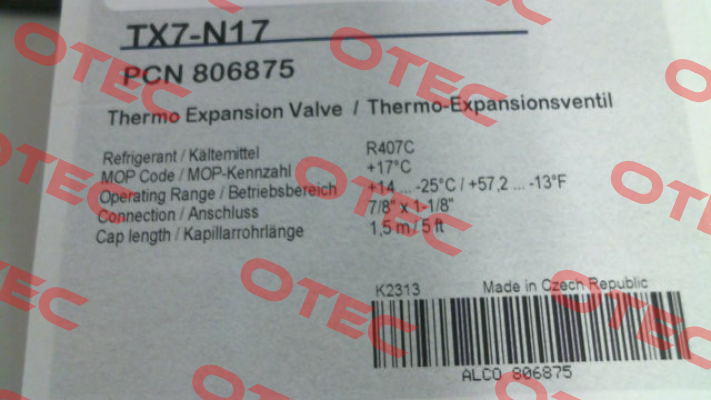 TX7-N17
PCN 806875
Thermo Expansion Valve / Thermo-Expansionsventil
Refrigerant / Kältemittel R407C
MOP Code / MOP-Kennzahl +17°C
Operating Range / Betriebsbereich +14 ... -25°C / +57,2 ... -13°F
Connection / Anschluss 7/8" x 1-1/8"
Cap length / Kapillarrohrlänge 1,5 m / 5 ft
K2313 Made in Czech Republic
ALCO 806875
OTEC
OTEC
OTEC
OTEC
OTEC
OTEC
OTEC